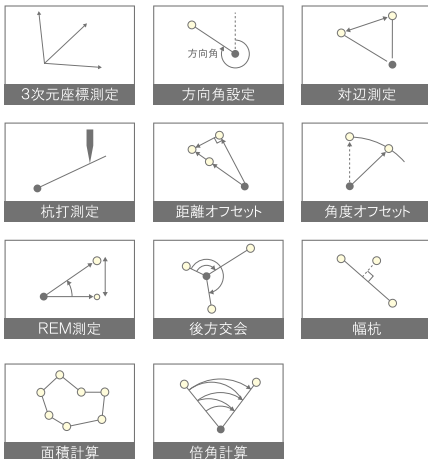 3次元座標測定
方向角
方向角設定
対辺測定
杭打測定
距離オフセット
角度オフセット
REM測定
後方交会
幅杭
面積計算
倍角計算